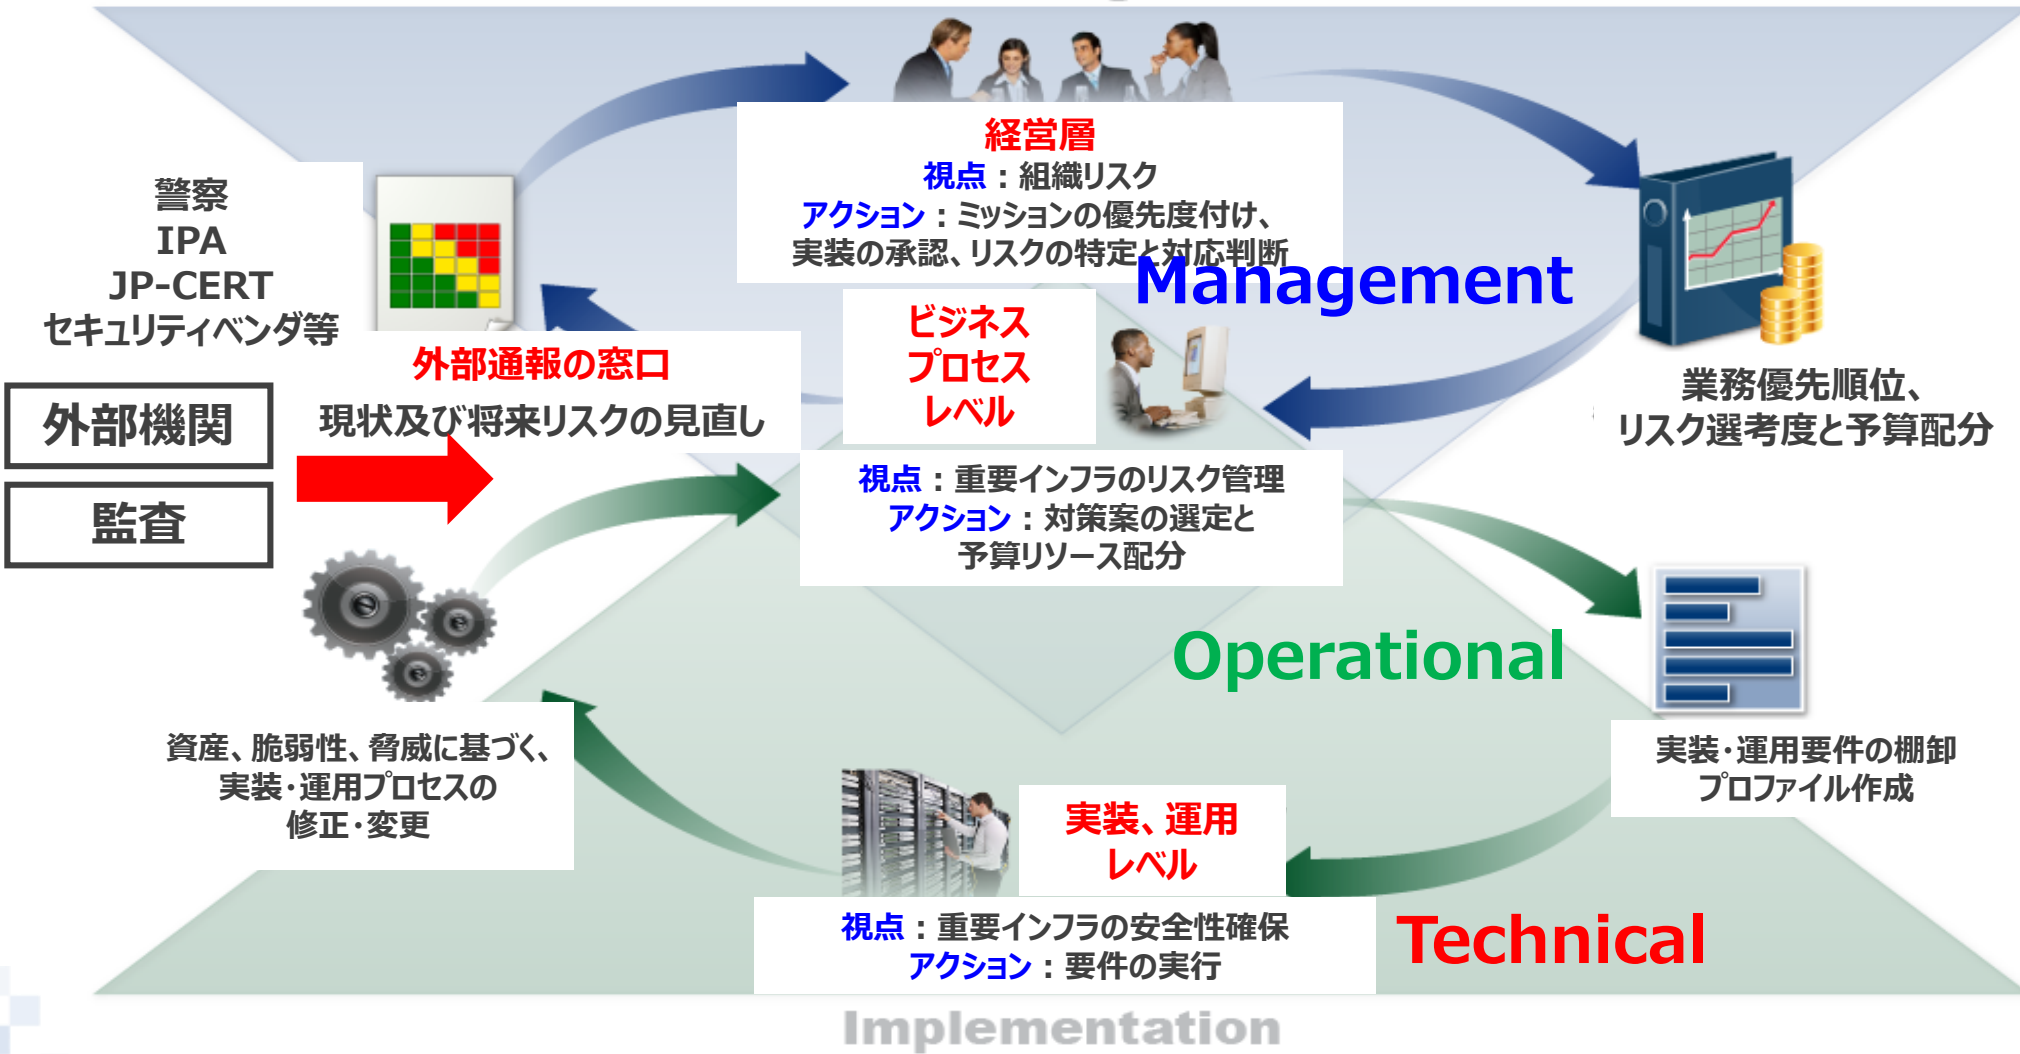 経営層
視点：組織リスク
アクション：ミッションの優先度付け、
実装の承認、リスクの特定と対応判断
Management
警察
IPA
JP-CERT
セキュリティベンダ等
外部機関
監査
外部通報の窓口
現状及び将来リスクの見直し
ビジネス
プロセス
レベル
視点：重要インフラのリスク管理
アクション：対策案の選定と
予算リソース配分
業務優先順位、
リスク選考度と予算配分
Operational
資産、脆弱性、脅威に基づく、
実装・運用プロセスの
修正・変更
実装・運用要件の棚卸
プロファイル作成
実装、運用
レベル
視点：重要インフラの安全性確保
アクション：要件の実行
Technical
Implementation